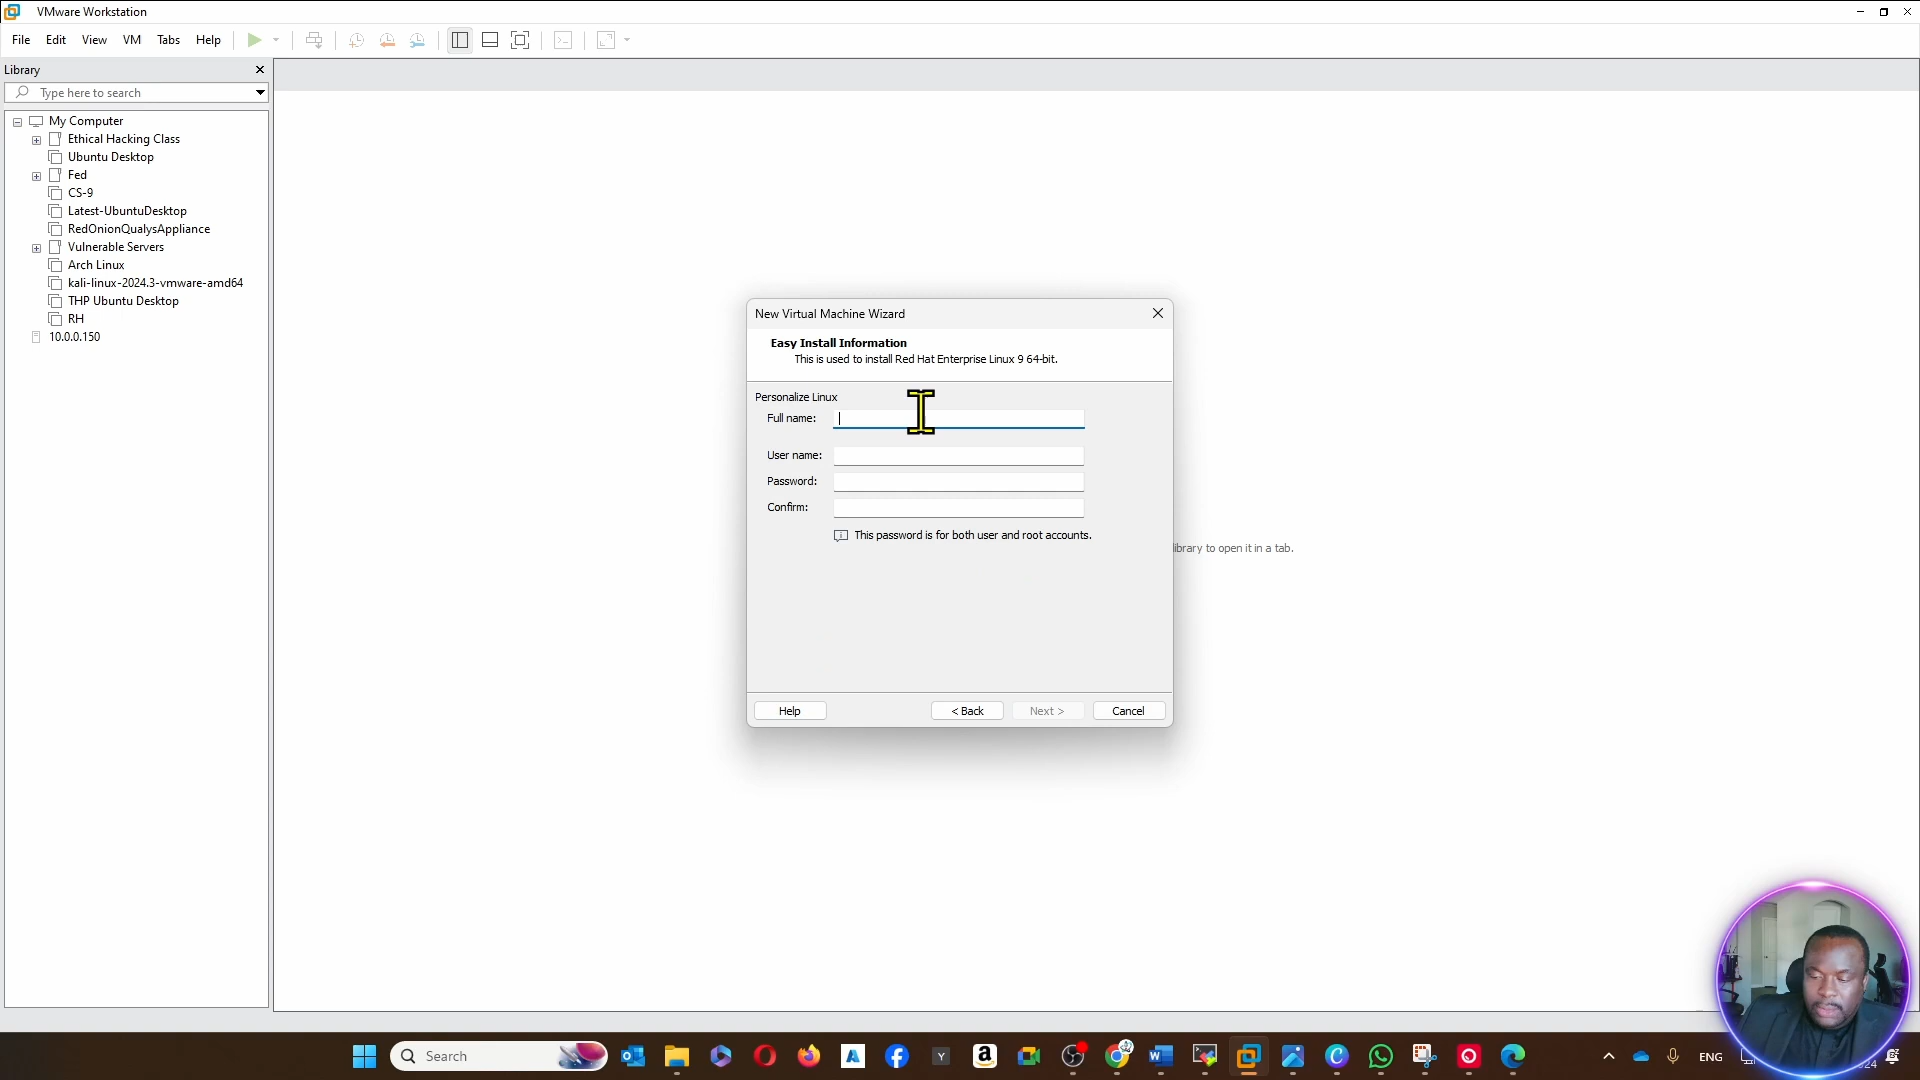 VMware Workstation
File Edit View VM Tabs Help
Library
Type here to search
My Computer
Ethical Hacking Class
Ubuntu Desktop
Fed
CS-9
Latest-UbuntuDesktop
RedOnionQualysAppliance
Vulnerable Servers
Arch Linux
kali-linux-2024.3-vmware-amd64
THP Ubuntu Desktop
RH
10.0.0.150
New Virtual Machine Wizard
Easy Install Information
This is used to install Red Hat Enterprise Linux 9 64-bit.
Personalize Linux
Full name:
User name:
Password:
Confirm:
This password is for both user and root accounts.
library to open it in a tab.
Help < Back Next > Cancel
Search
ENG